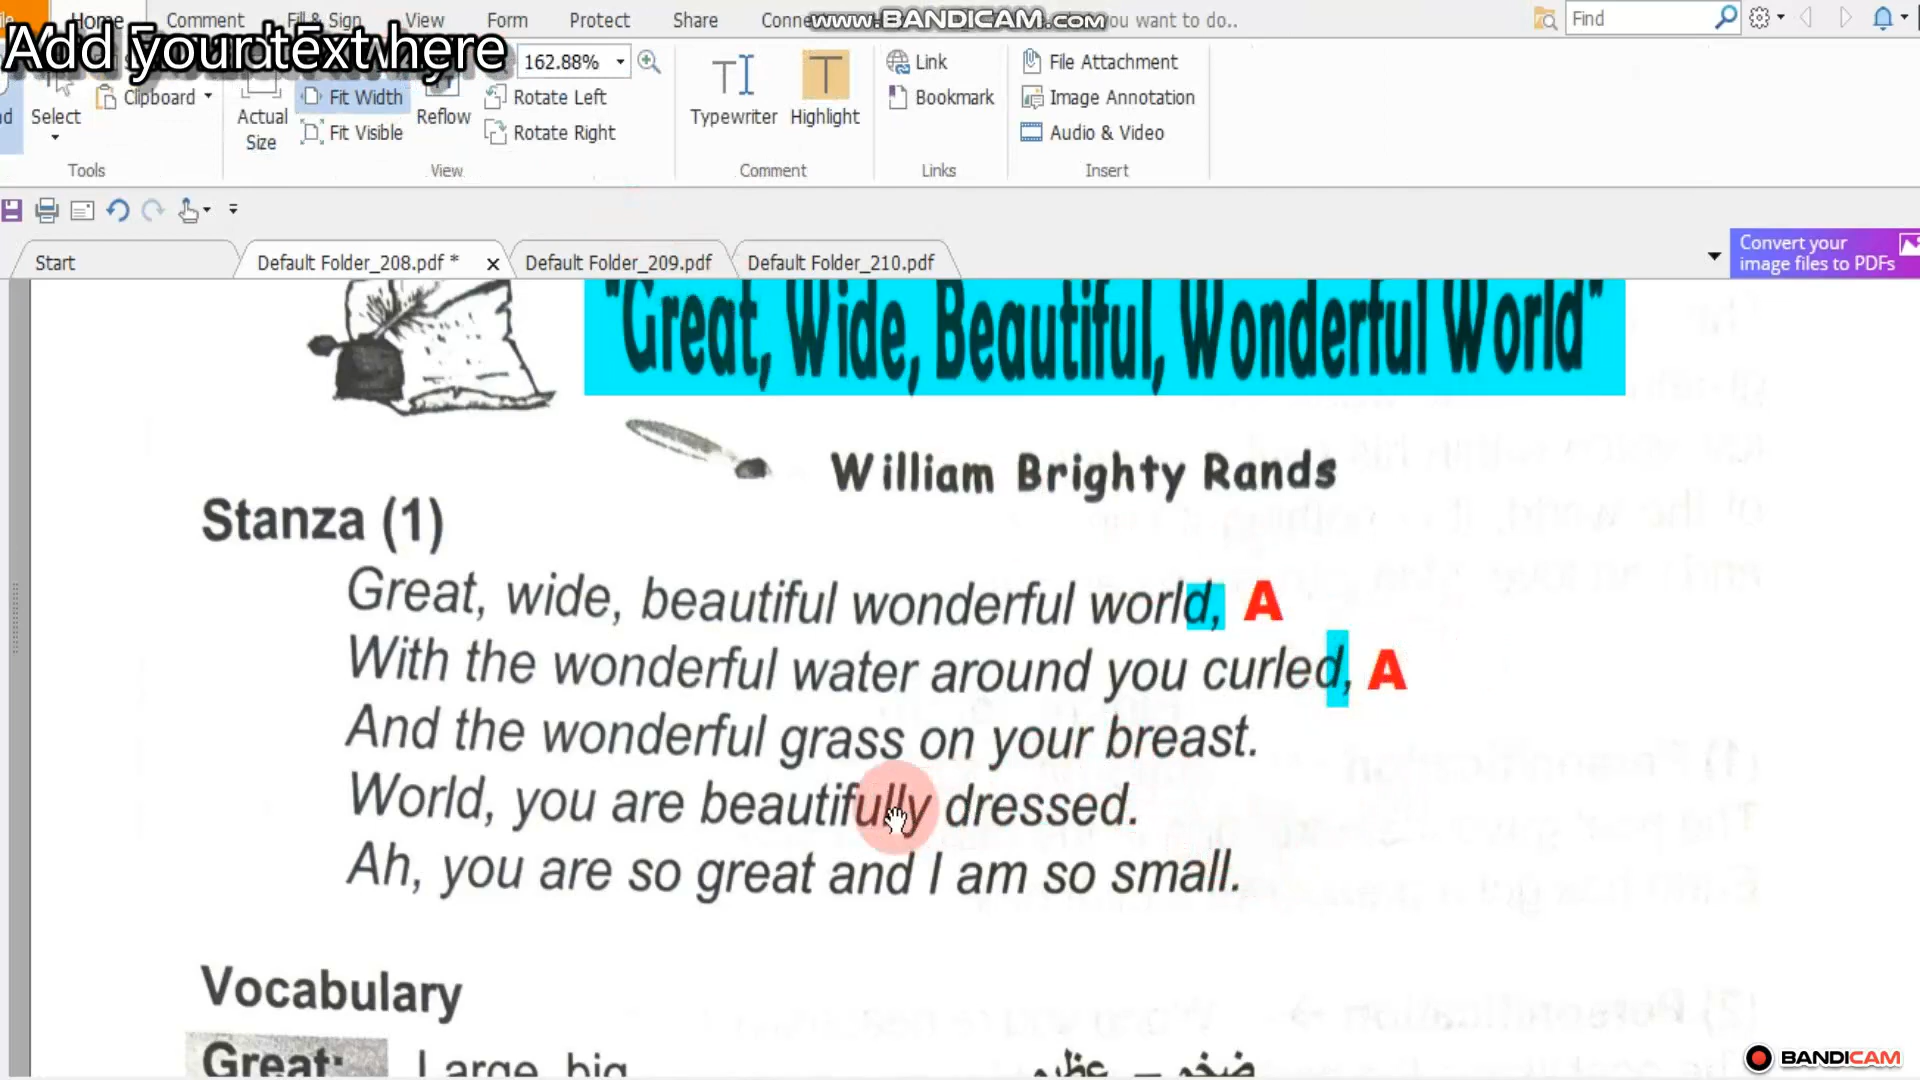 Home Comment Fill & Sign View Form Protect Share Connect www.BANDICAM.com you want to do.. Find
Add your text here
162.88%
Link
File Attachment
Select
Clipboard
Actual Size
Fit Width
Reflow
Rotate Left
Typewriter
Highlight
Bookmark
Image Annotation
Fit Visible
Rotate Right
Audio & Video
Tools
View
Comment
Links
Insert
Start
Default Folder_208.pdf *
Default Folder_209.pdf
Default Folder_210.pdf
Convert your
image files to PDFs
"Great, Wide, Beautiful, Wonderful World"
William Brighty Rands
Stanza (1)
Great, wide, beautiful wonderful world, A
With the wonderful water around you curled, A
And the wonderful grass on your breast.
World, you are beautifully dressed.
Ah, you are so great and I am so small.
Vocabulary
Great: Large, big ضخم – عظيم
BANDICAM